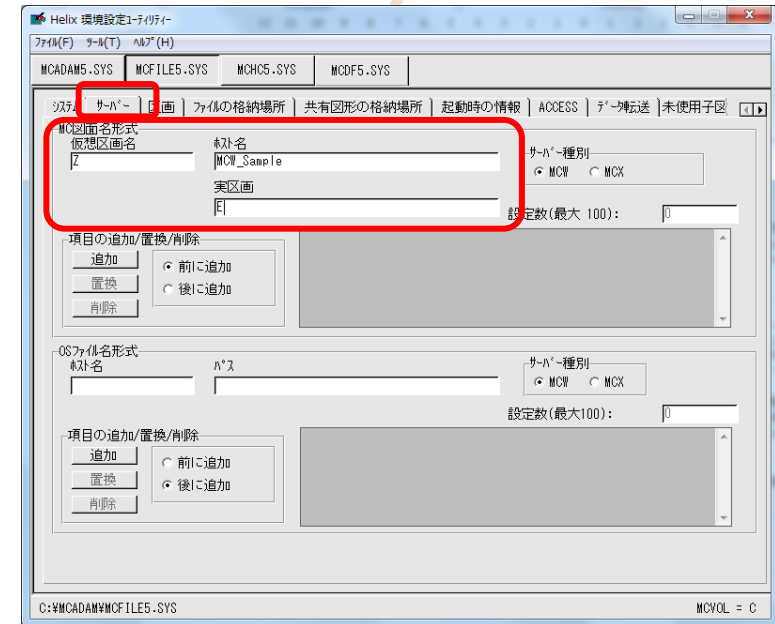 Helix 環境設定ﾕｰﾃｨﾘﾃｨｰ
ﾌｧｲﾙ(F) ﾂｰﾙ(T) ﾍﾙﾌﾟ(H)
MCADAM5.SYS MCFILE5.SYS MCHC5.SYS MCDF5.SYS
ｼｽﾃﾑ ｻｰﾊﾞｰ 区画 ﾌｧｲﾙの格納場所 共有図形の格納場所 起動時の情報 ACCESS ﾃﾞｰﾀ転送 未使用子図
MC図面名形式
仮想区画名 ﾎｽﾄ名
Z MCW_Sample
ｻｰﾊﾞｰ種別
MCW MCX
実区画
E
設定数(最大 100): 0
項目の追加/置換/削除
追加 前に追加
置換 後に追加
削除
OSﾌｧｲﾙ名形式
ﾎｽﾄ名 ﾊﾟｽ
ｻｰﾊﾞｰ種別
MCW MCX
設定数(最大100): 0
項目の追加/置換/削除
追加 前に追加
置換 後に追加
削除
C:¥MCADAM¥MCFILE5.SYS MCVOL = C